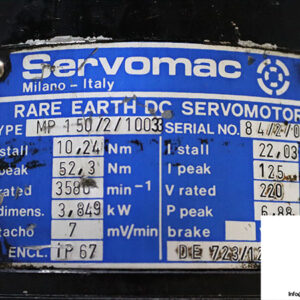 Servomac
Milano - Italy
RARE EARTH DC SERVOMOTOR
YPE MP 150/2/1003 SERIAL NO.
stall 10,24 Nm I stall 22,03
peak 52,3 Nm I peak 125
rated 3580 min-1 V rated 220
dimens. 3,849 kW P peak 6,88
tacho 7 mV/min brake
ENCL. IP 67